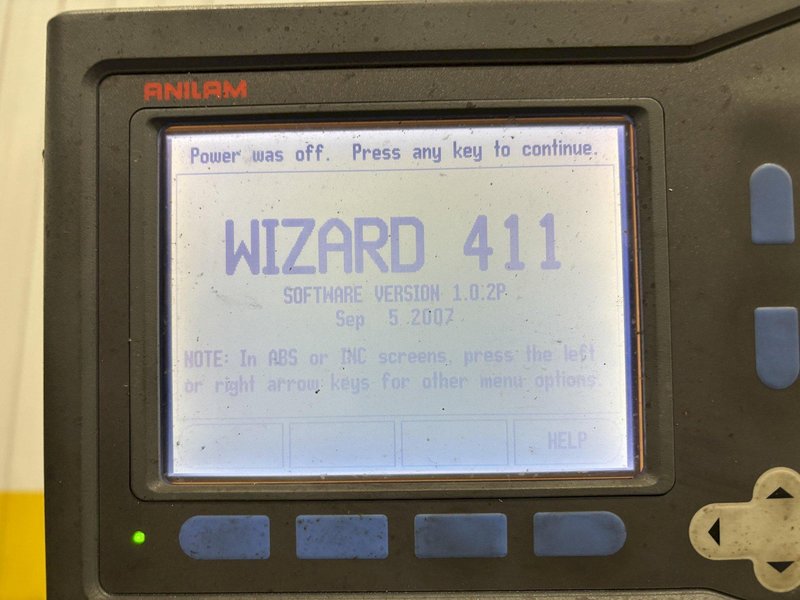 ANILAM
Power was off. Press any key to continue.
WIZARD 411
SOFTWARE VERSION 1.0.2P
Sep 5 2007
NOTE: In ABS or INC screens, press the left
or right arrow keys for other menu options.
HELP